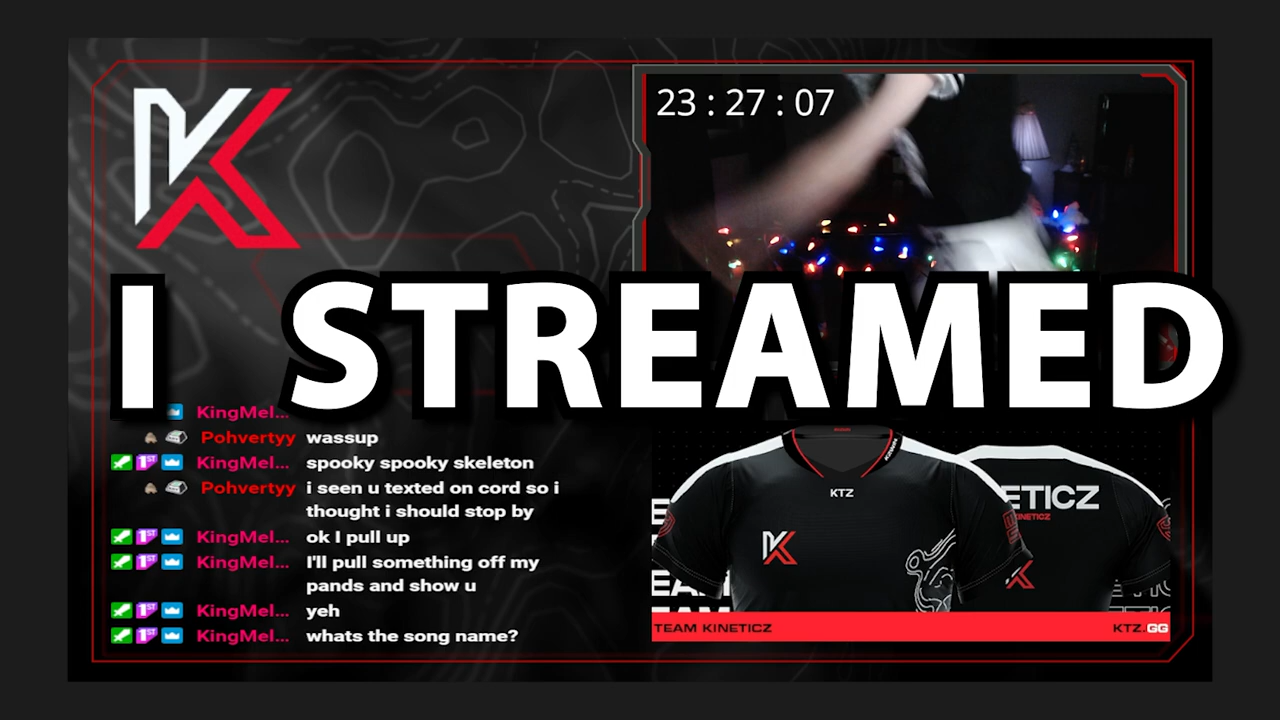 23 : 27 : 07
I STREAMED
KingMel...
Pohvertyy wassup
KingMel... spooky spooky skeleton
Pohvertyy i seen u texted on cord so i
thought i should stop by
KingMel... ok I pull up
KingMel... I'll pull something off my
pands and show u
KingMel... yeh
KingMel... whats the song name?
KTZ
ETICZ
KINETICZ
TEAM KINETICZ
KTZ.GG